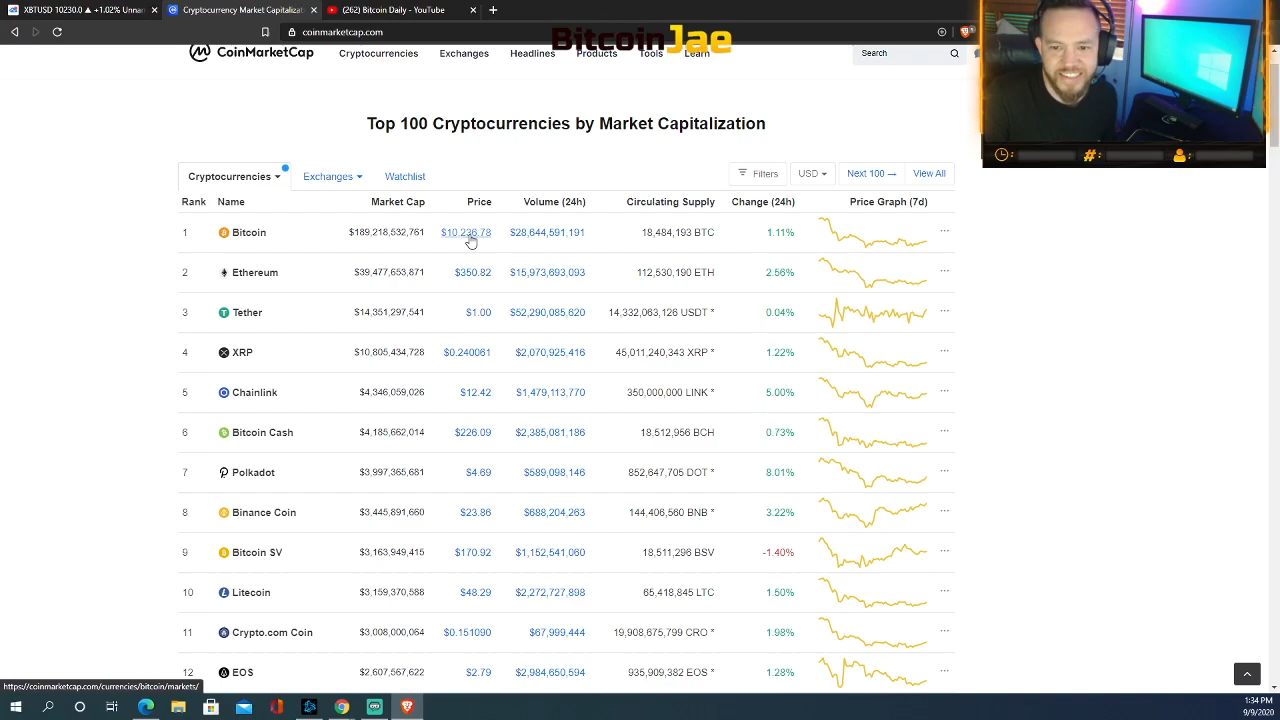 XBTUSD 10230.0 ▲ +1.02% Unnan
Cryptocurrency Market Capitalizati
(262) Bitcoin Daily - YouTube
coinmarketcap.com
CoinMarketCap
Exchanges
Products
Tools
Learn
Search
BitcoinJae
Top 100 Cryptocurrencies by Market Capitalization
Cryptocurrencies Exchanges Watchlist Filters USD Next 100 → View All
Rank Name Market Cap Price Volume (24h) Circulating Supply Change (24h) Price Graph (7d)
1 Bitcoin $189,213,532,761 $10,236.78 $28,644,591,191 18,484,193 BTC 1.11%
2 Ethereum $39,477,653,871 $350.82 $15,973,693,093 112,530,190 ETH 2.56%
3 Tether $14,351,297,541 $1.00 $52,290,085,620 14,332,063,126 USDT * 0.04%
4 XRP $10,805,434,728 $0.240061 $2,070,925,416 45,011,240,343 XRP * 1.22%
5 Chainlink $4,346,059,026 $12.42 $1,479,113,770 350,000,000 LINK * 5.00%
6 Bitcoin Cash $4,185,662,014 $226.09 $2,385,081,186 18,512,956 BCH 0.73%
7 Polkadot $3,997,365,681 $4.69 $589,098,146 852,647,705 DOT * 8.01%
8 Binance Coin $3,445,891,660 $23.86 $688,204,263 144,406,560 BNB * 3.22%
9 Bitcoin SV $3,163,949,415 $170.92 $1,152,541,060 18,511,296 BSV -1.40%
10 Litecoin $3,159,370,588 $48.29 $2,272,727,898 65,418,845 LTC 1.50%
11 Crypto.com Coin $3,008,000,064 $0.151090 $67,999,444 19,908,675,799 CRO * 1.98%
12 EOS $2,607,567,622 $2.79 $2,984,650,594 935,909,382 EOS * 1.28%
https://coinmarketcap.com/currencies/bitcoin/markets/
1:34 PM
9/9/2020